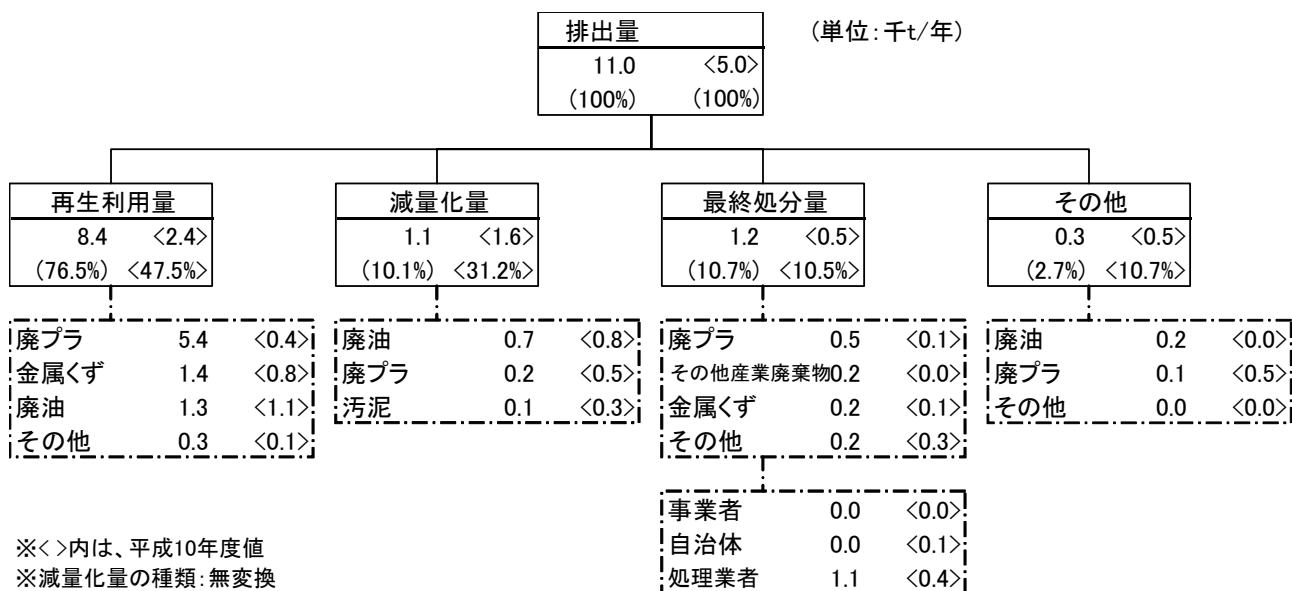 排出量
(単位:千t/年)
11.0 <5.0>
(100%) (100%)
再生利用量
8.4 <2.4>
(76.5%) <47.5%>
減量化量
1.1 <1.6>
(10.1%) <31.2%>
最終処分量
1.2 <0.5>
(10.7%) <10.5%>
その他
0.3 <0.5>
(2.7%) <10.7%>
廃プラ 5.4 <0.4>
金属くず 1.4 <0.8>
廃油 1.3 <1.1>
その他 0.3 <0.1>
廃油 0.7 <0.8>
廃プラ 0.2 <0.5>
汚泥 0.1 <0.3>
廃プラ 0.5 <0.1>
その他産業廃棄物 0.2 <0.0>
金属くず 0.2 <0.1>
その他 0.2 <0.3>
廃油 0.2 <0.0>
廃プラ 0.1 <0.5>
その他 0.0 <0.0>
事業者 0.0 <0.0>
自治体 0.0 <0.1>
処理業者 1.1 <0.4>
※< >内は、平成10年度値
※減量化量の種類:無変換